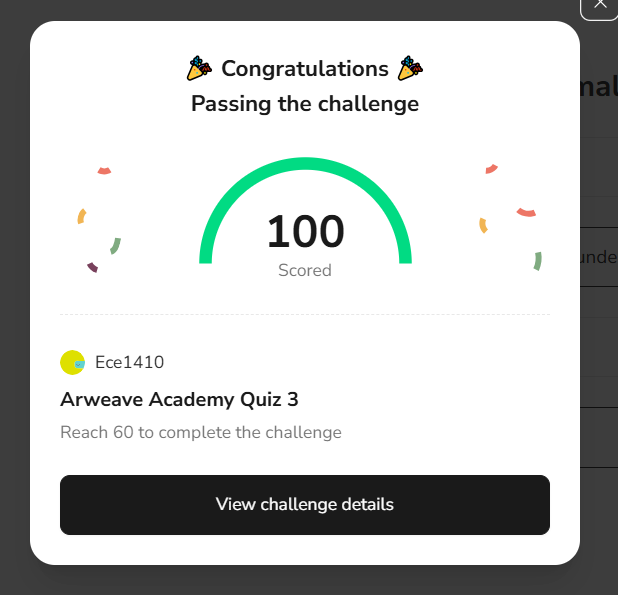 Congratulations
Passing the challenge
100
Scored
Ece1410
Arweave Academy Quiz 3
Reach 60 to complete the challenge
View challenge details